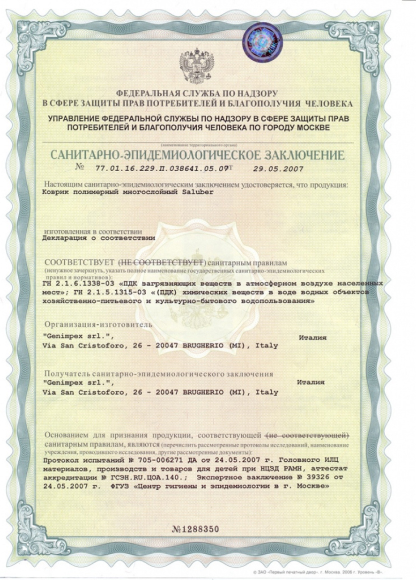 ФЕДЕРАЛЬНАЯ СЛУЖБА ПО НАДЗОРУ
В СФЕРЕ ЗАЩИТЫ ПРАВ ПОТРЕБИТЕЛЕЙ И БЛАГОПОЛУЧИЯ ЧЕЛОВЕКА
УПРАВЛЕНИЕ ФЕДЕРАЛЬНОЙ СЛУЖБЫ ПО НАДЗОРУ В СФЕРЕ ЗАЩИТЫ ПРАВ
ПОТРЕБИТЕЛЕЙ И БЛАГОПОЛУЧИЯ ЧЕЛОВЕКА ПО ГОРОДУ МОСКВЕ
(наименование территориального органа)
САНИТАРНО-ЭПИДЕМИОЛОГИЧЕСКОЕ ЗАКЛЮЧЕНИЕ
№ 77.01.16.229.П.038641.05.07 от 29.05.2007
Настоящим санитарно-эпидемиологическим заключением удостоверяется, что продукция:
Коврик полимерный многослойный Saluber
изготовленная в соответствии
Декларация о соответствии
СООТВЕТСТВУЕТ (НЕ СООТВЕТСТВУЕТ) санитарным правилам
(ненужное зачеркнуть, указать полное наименование государственных санитарно-эпидемиологических
правил и нормативов):
ГН 2.1.6.1338-03 «ПДК загрязняющих веществ в атмосферном воздухе населенных
мест»; ГН 2.1.5.1315-03 «(ПДК) химических веществ в воде водных объектов
хозяйственно-питьевого и культурно-бытового водопользования»
Организация-изготовитель
"Genimpex srl.", Италия
Via San Cristoforo, 26 - 20047 BRUGHERIO (MI), Italy
Получатель санитарно-эпидемиологического заключения
"Genimpex srl.", Италия
Via San Cristoforo, 26 - 20047 BRUGHERIO (MI), Italy
Основанием для признания продукции, соответствующей (не соответствующей)
санитарным правилам, являются (перечислить рассмотренные протоколы исследований, наименование
учреждения, проводившего исследования, другие рассмотренные документы):
Протокол испытаний № 705-006271 ДА от 24.05.2007 г. Головного ИЛЦ
материалов, производств и товаров для детей при НЦЗД РАМН, аттестат
аккредитации № ГСЭН.RU.ЦОА.140.; Экспертное заключение № 39326 от
24.05.2007 г. ФГУЗ «Центр гигиены и эпидемиологии в г. Москве»
№1288350